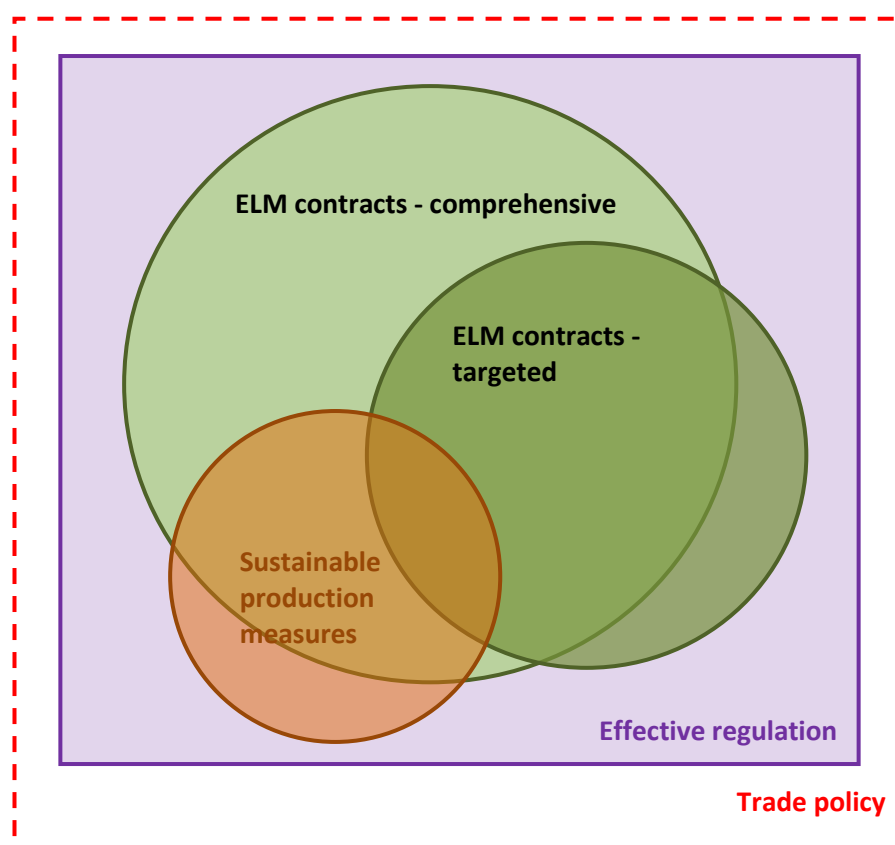 ELM contracts - comprehensive
ELM contracts -
targeted
Sustainable
production
measures
Effective regulation
Trade policy